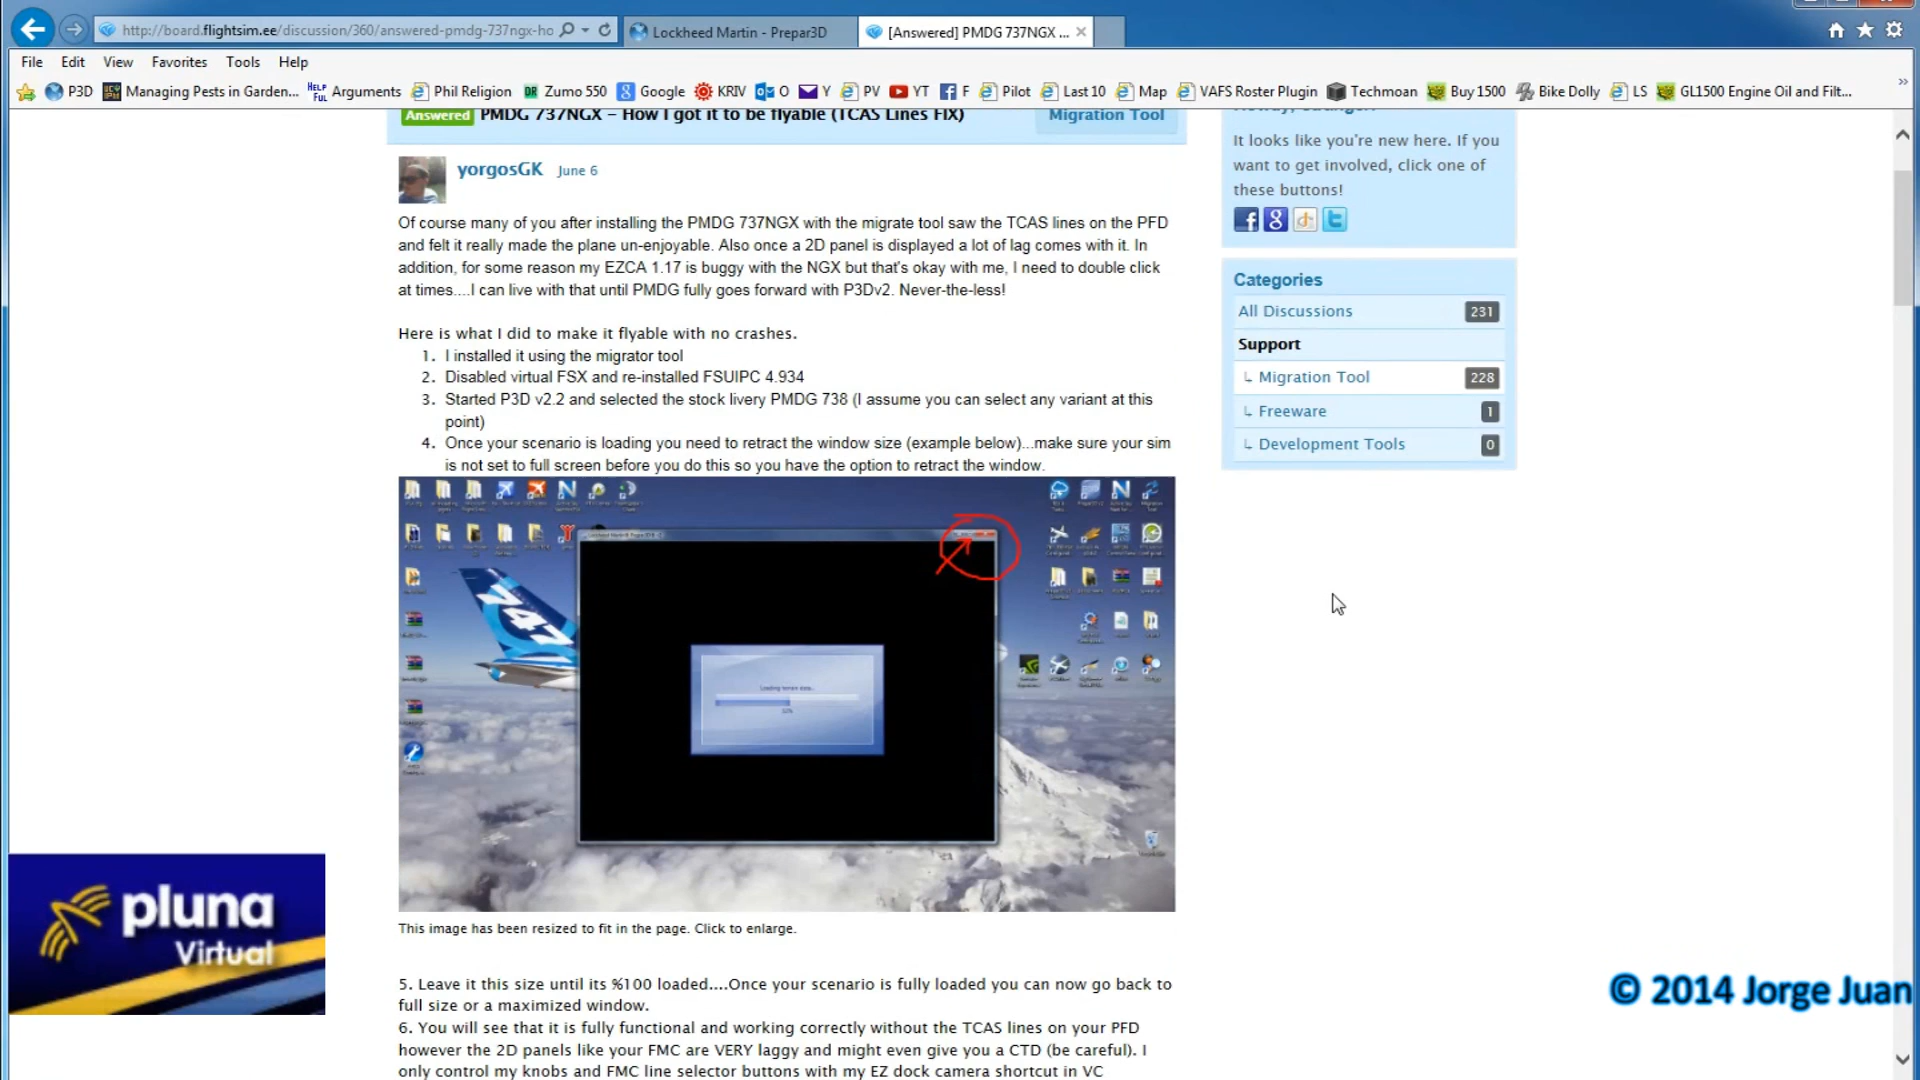 http://board.flightsim.ee/discussion/360/answered-pmdg-737ngx-ho
Lockheed Martin - Prepar3D
[Answered] PMDG 737NGX ...
File Edit View Favorites Tools Help
P3D Managing Pests in Garden... HELP FUL Arguments Phil Religion DR Zumo 550 Google KRIV O Y PV YT F Pilot Last 10 Map VAFS Roster Plugin Techmoan Buy 1500 Bike Dolly LS GL1500 Engine Oil and Filt...
Answered PMDG 737NGX – How I got it to be flyable (TCAS Lines FIX) Migration Tool
yorgosGK June 6
Of course many of you after installing the PMDG 737NGX with the migrate tool saw the TCAS lines on the PFD
and felt it really made the plane un-enjoyable. Also once a 2D panel is displayed a lot of lag comes with it. In
addition, for some reason my EZCA 1.17 is buggy with the NGX but that's okay with me, I need to double click
at times....I can live with that until PMDG fully goes forward with P3Dv2. Never-the-less!
Here is what I did to make it flyable with no crashes.
1. I installed it using the migrator tool
2. Disabled virtual FSX and re-installed FSUIPC 4.934
3. Started P3D v2.2 and selected the stock livery PMDG 738 (I assume you can select any variant at this
point)
4. Once your scenario is loading you need to retract the window size (example below)...make sure your sim
is not set to full screen before you do this so you have the option to retract the window.
747
Loading terrain data...
This image has been resized to fit in the page. Click to enlarge.
5. Leave it this size until its %100 loaded....Once your scenario is fully loaded you can now go back to
full size or a maximized window.
6. You will see that it is fully functional and working correctly without the TCAS lines on your PFD
however the 2D panels like your FMC are VERY laggy and might even give you a CTD (be careful). I
only control my knobs and FMC line selector buttons with my EZ dock camera shortcut in VC
It looks like you're new here. If you
want to get involved, click one of
these buttons!
Categories
All Discussions 231
Support
Migration Tool 228
Freeware 1
Development Tools 0
pluna
Virtual
© 2014 Jorge Juan